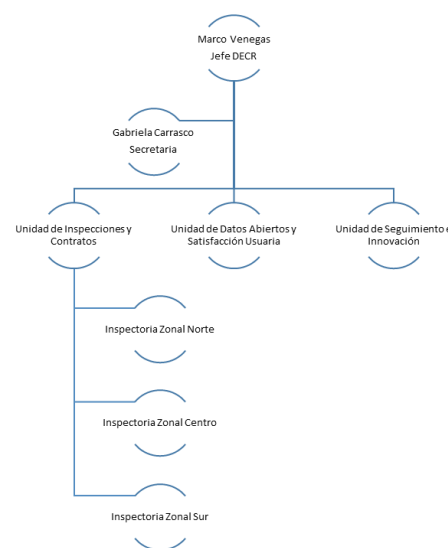 Marco Venegas
Jefe DECR
Gabriela Carrasco
Secretaria
Unidad de Inspecciones y
Contratos
Unidad de Datos Abiertos y
Satisfacción Usuaria
Unidad de Seguimiento e
Innovación
Inspectoria Zonal Norte
Inspectoria Zonal Centro
Inspectoria Zonal Sur